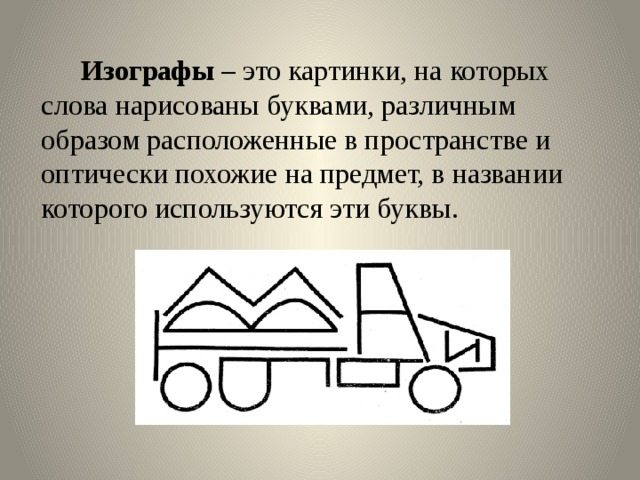 Изографы – это картинки, на которых
слова нарисованы буквами, различным
образом расположенные в пространстве и
оптически похожие на предмет, в названии
которого используются эти буквы.